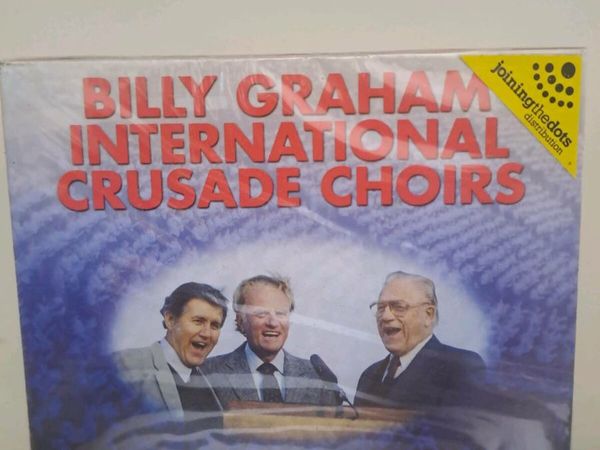 BILLY GRAHAM
INTERNATIONAL
CRUSADE CHOIRS
joiningthedots
distribution